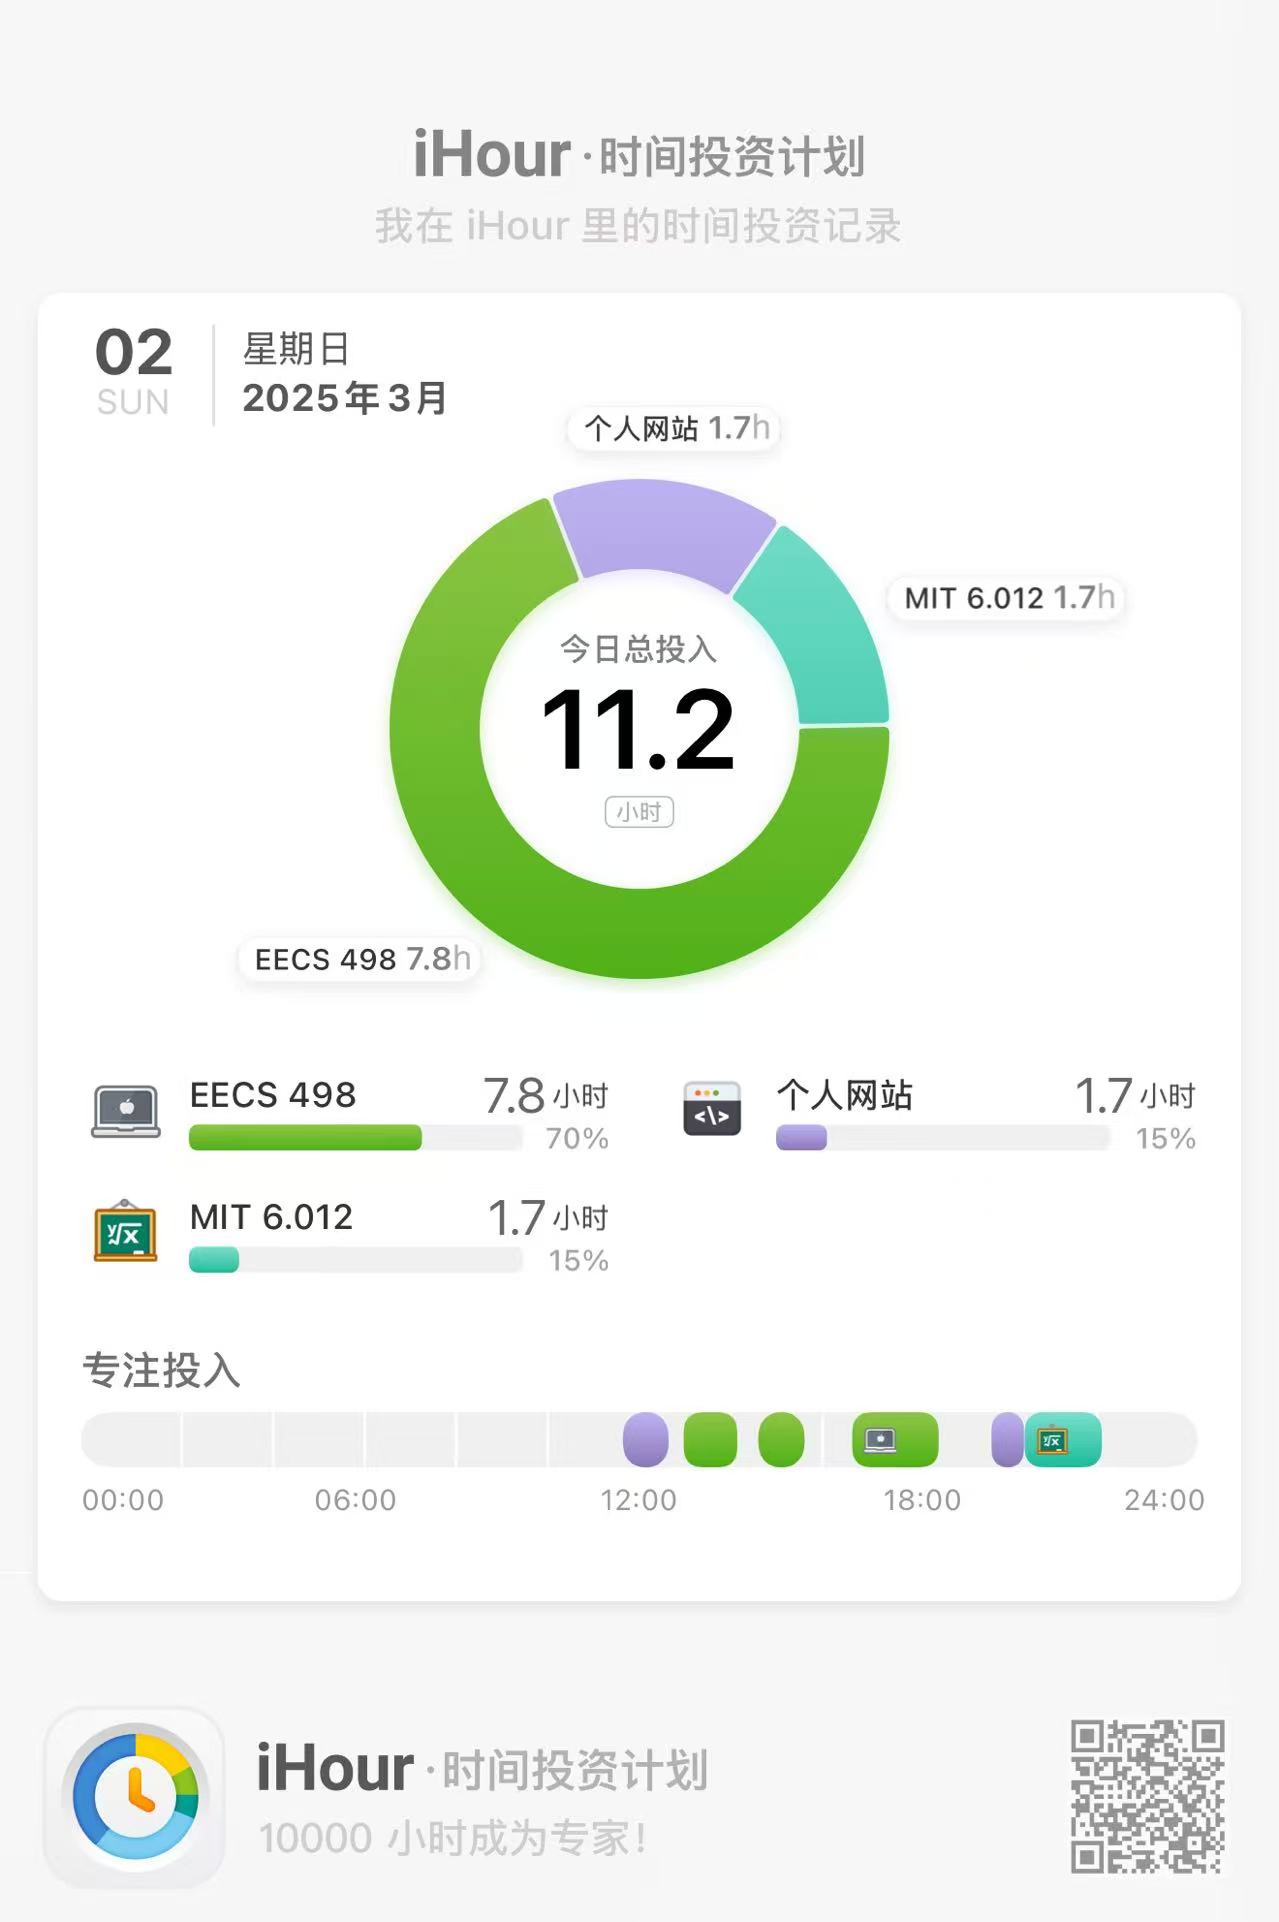 iHour · 时间投资计划
我在 iHour 里的时间投资记录
02
SUN
星期日
2025年3月
个人网站 1.7h
MIT 6.012 1.7h
今日总投入
11.2
小时
EECS 498 7.8h
EECS 498 7.8 小时
70%
个人网站 1.7 小时
15%
</>
MIT 6.012 1.7 小时
15%
y√x
专注投入
y√x
00:00 06:00 12:00 18:00 24:00
iHour · 时间投资计划
10000 小时成为专家！